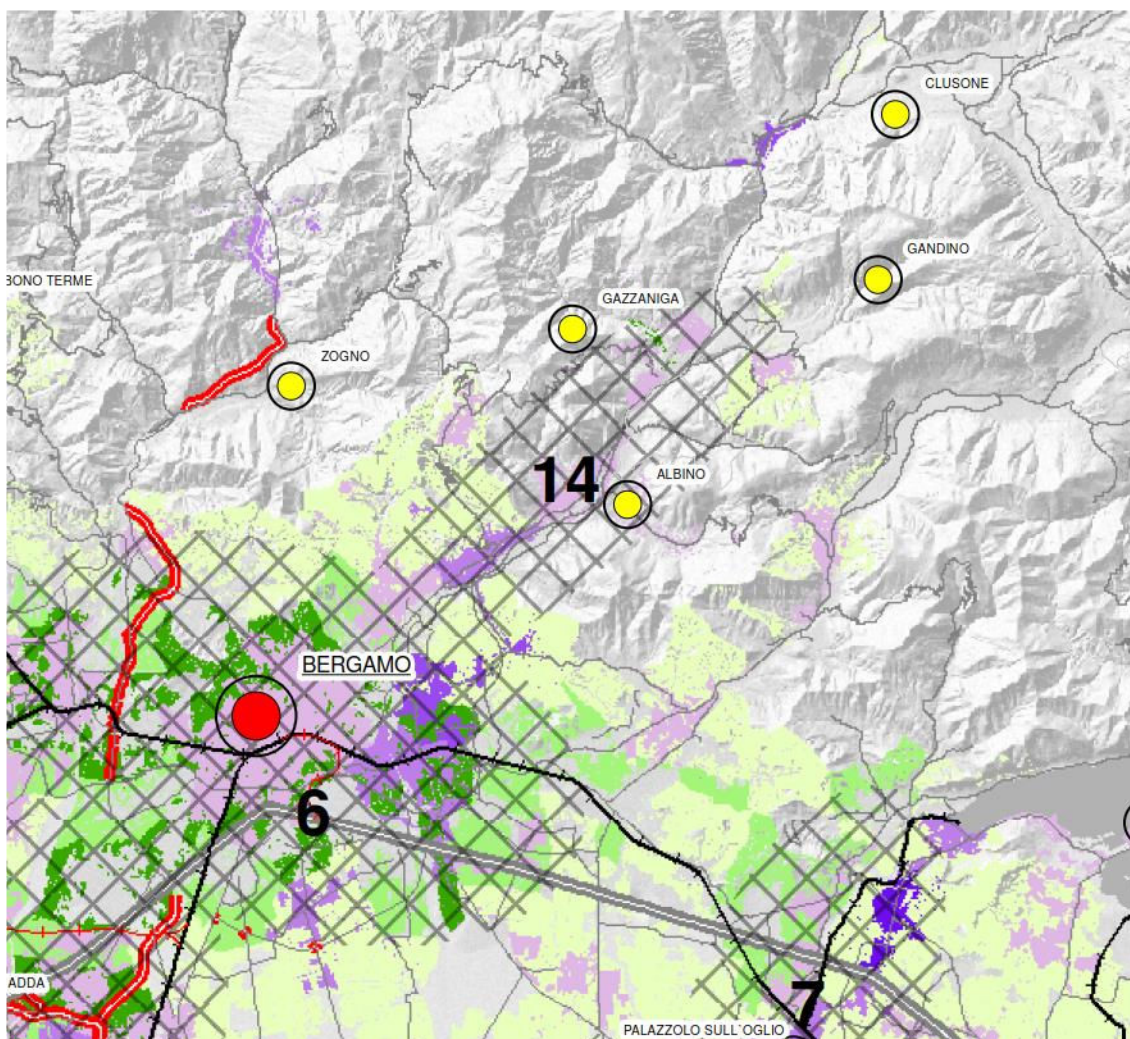 CLUSONE
GANDINO
BONO TERME
GAZZANIGA
ZOGNO
14
ALBINO
BERGAMO
6
ADDA
7
PALAZZOLO SULL`OGLIO